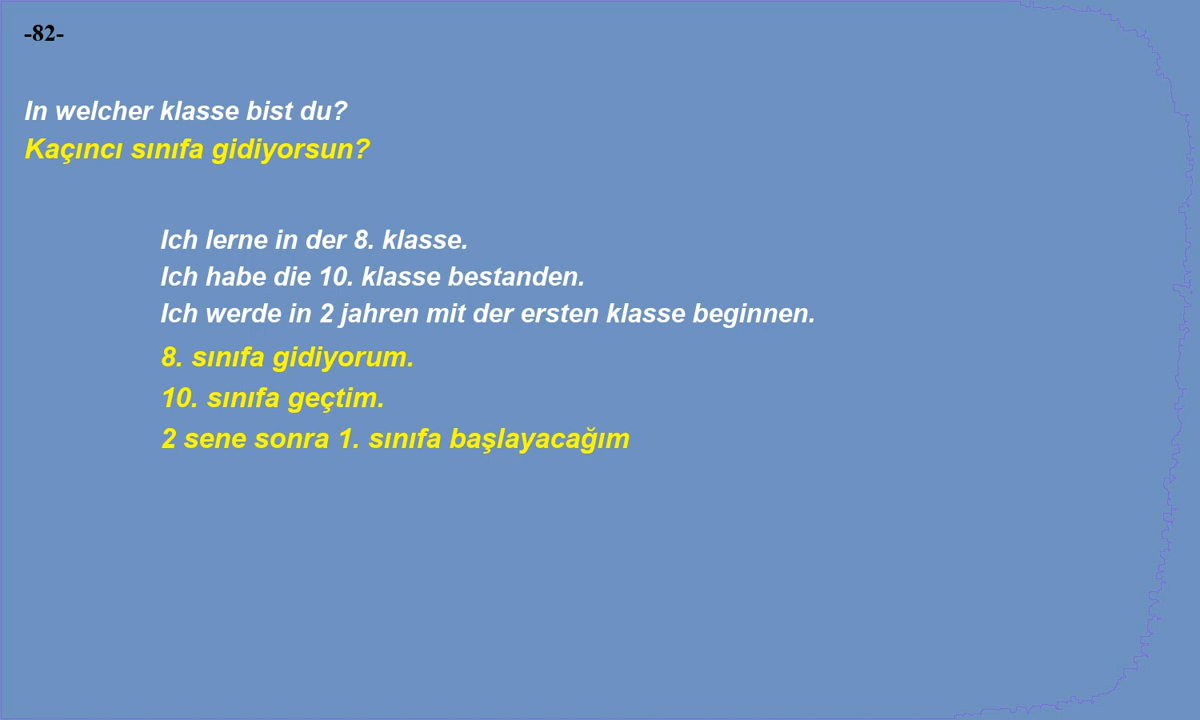 -82-
In welcher klasse bist du?
Kaçıncı sınıfa gidiyorsun?
Ich lerne in der 8. klasse.
Ich habe die 10. klasse bestanden.
Ich werde in 2 jahren mit der ersten klasse beginnen.
8. sınıfa gidiyorum.
10. sınıfa geçtim.
2 sene sonra 1. sınıfa başlayacağım